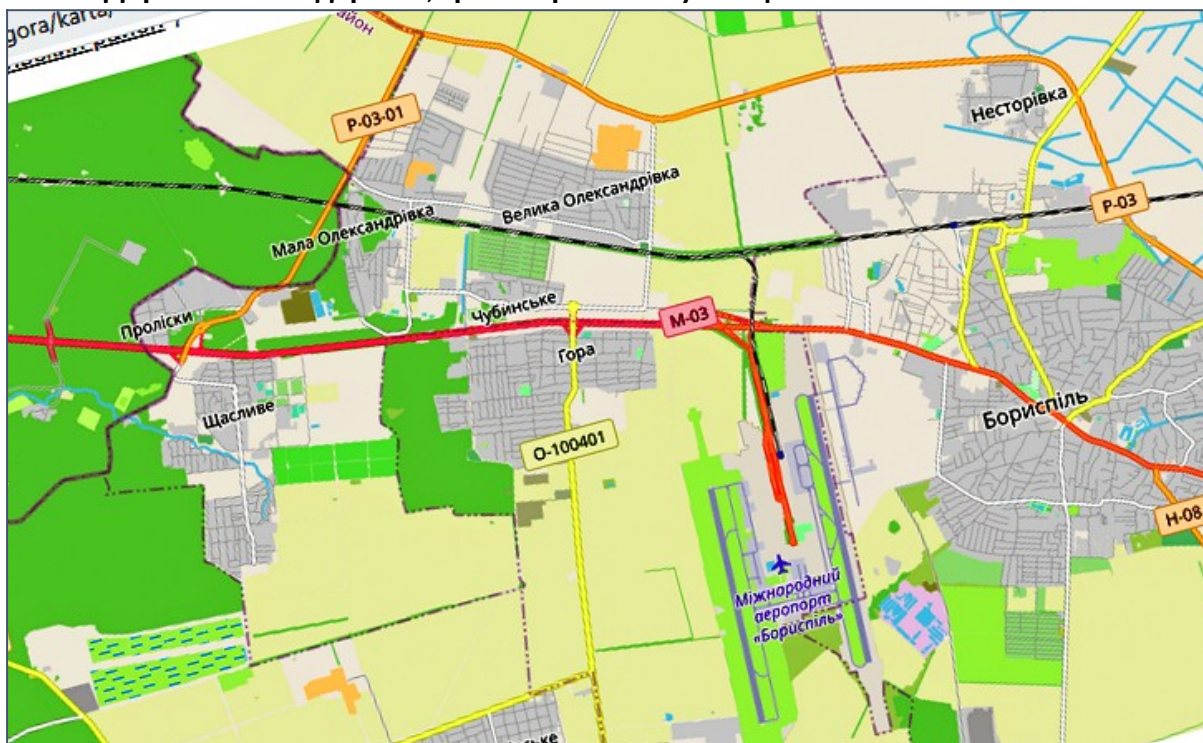 gora/karta/
айон
Р-03-01
Несторівка
Велика Олександрівка
Р-03
Мала Олександрівка
Чубинське
М-03
Проліски
Гора
Щасливе
Бориспіль
О-100401
Н-08
Міжнародний
аеропорт
«Бориспіль»